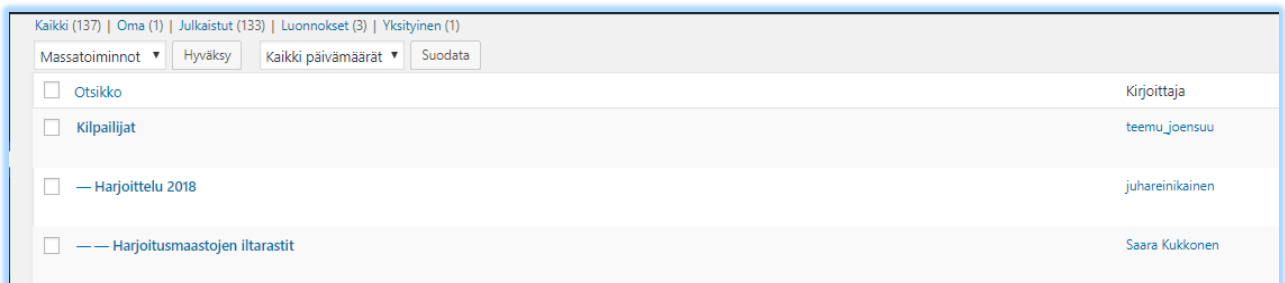 Kaikki (137) | Oma (1) | Julkaistut (133) | Luonnokset (3) | Yksityinen (1)
Massatoiminnot Hyväksy Kaikki päivämäärät Suodata
Otsikko Kirjoittaja
Kilpailijat teemu_joensuu
— Harjoittelu 2018 juhareinikainen
— — Harjoitusmaastojen iltarastit Saara Kukkonen